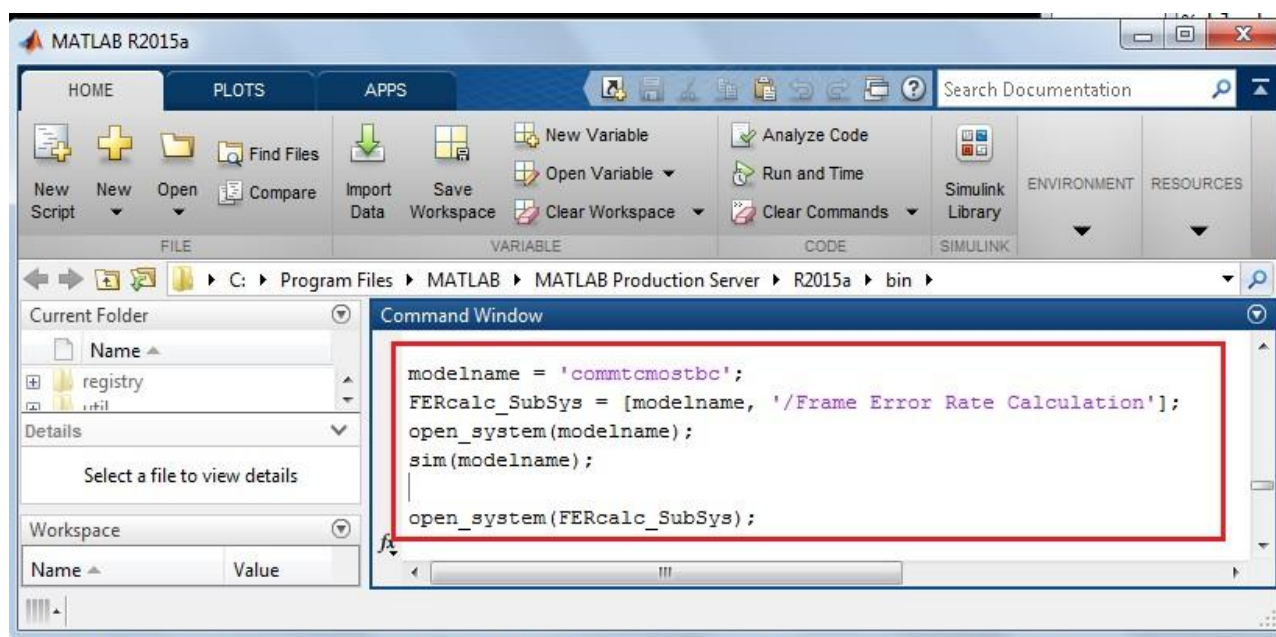 MATLAB R2015a
HOME PLOTS APPS Search Documentation
New Script
New
Open
Find Files
Compare
FILE
Import Data
Save Workspace
New Variable
Open Variable
Clear Workspace
VARIABLE
Analyze Code
Run and Time
Clear Commands
CODE
Simulink Library
SIMULINK
ENVIRONMENT
RESOURCES
C: Program Files MATLAB MATLAB Production Server R2015a bin
Current Folder
Name
registry
util
Details
Select a file to view details
Workspace
Name Value
Command Window
modelname = 'commtcmostbc';
FERcalc_SubSys = [modelname, '/Frame Error Rate Calculation'];
open_system(modelname);
sim(modelname);
open_system(FERcalc_SubSys);
fx